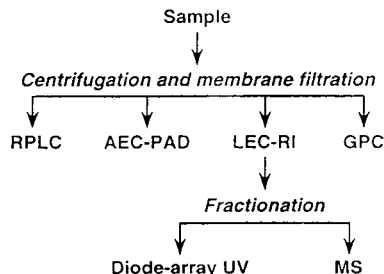 Sample
Centrifugation and membrane filtration
RPLC AEC-PAD LEC-RI GPC
Fractionation
Diode-array UV MS